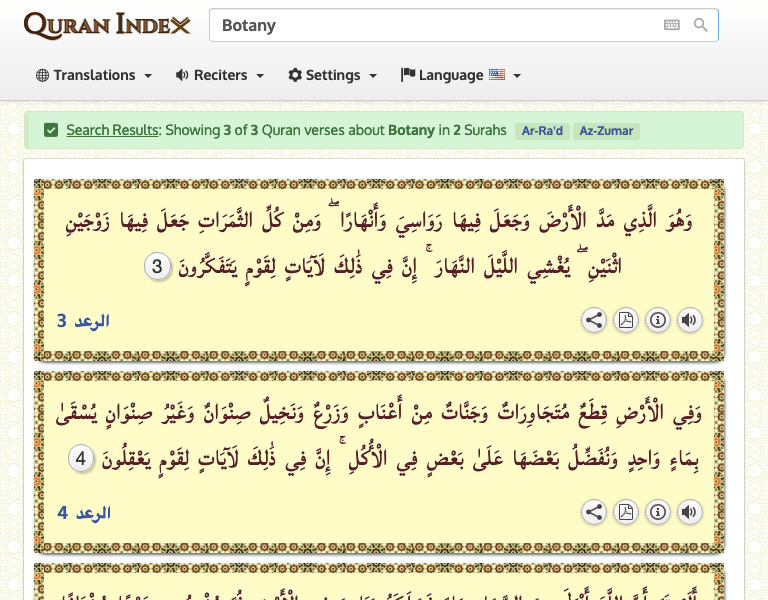 QURAN INDEX
Botany
Translations
Reciters
Settings
Language
Search Results: Showing 3 of 3 Quran verses about Botany in 2 Surahs Ar-Ra'd Az-Zumar
وَهُوَ الَّذِي مَدَّ الْأَرْضَ وَجَعَلَ فِيهَا رَوَاسِيَ وَأَنْهَارًا ۖ وَمِنْ كُلِّ الثَّمَرَاتِ جَعَلَ فِيهَا زَوْجَيْنِ
اثْنَيْنِ ۖ يُغْشِي اللَّيْلَ النَّهَارَ ۚ إِنَّ فِي ذَٰلِكَ لَآيَاتٍ لِقَوْمٍ يَتَفَكَّرُونَ 3
الرعد 3
وَفِي الْأَرْضِ قِطَعٌ مُتَجَاوِرَاتٌ وَجَنَّاتٌ مِنْ أَعْنَابٍ وَزَرْعٌ وَنَخِيلٌ صِنْوَانٌ وَغَيْرُ صِنْوَانٍ يُسْقَىٰ
بِمَاءٍ وَاحِدٍ وَنُفَضِّلُ بَعْضَهَا عَلَىٰ بَعْضٍ فِي الْأُكُلِ ۚ إِنَّ فِي ذَٰلِكَ لَآيَاتٍ لِقَوْمٍ يَعْقِلُونَ 4
الرعد 4